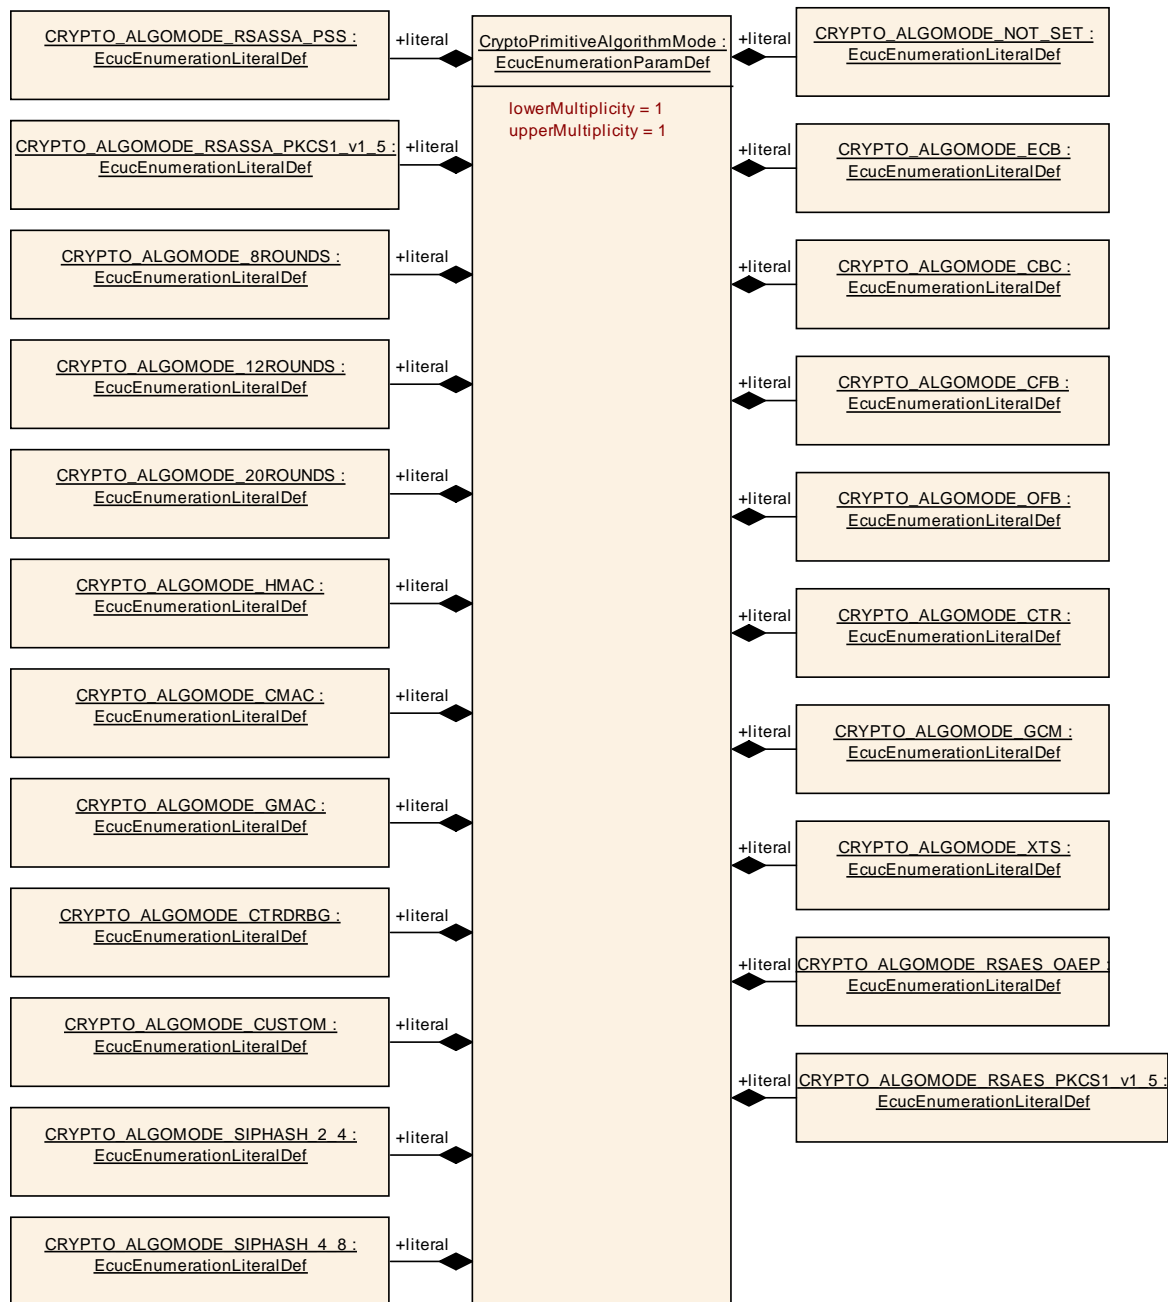 CRYPTO_ALGOMODE_RSASSA_PSS :
EcucEnumerationLiteralDef
+literal
CRYPTO_ALGOMODE_RSASSA_PKCS1_v1_5 :
EcucEnumerationLiteralDef
+literal
CRYPTO_ALGOMODE_8ROUNDS :
EcucEnumerationLiteralDef
+literal
CRYPTO_ALGOMODE_12ROUNDS :
EcucEnumerationLiteralDef
+literal
CRYPTO_ALGOMODE_20ROUNDS :
EcucEnumerationLiteralDef
+literal
CRYPTO_ALGOMODE_HMAC :
EcucEnumerationLiteralDef
+literal
CRYPTO_ALGOMODE_CMAC :
EcucEnumerationLiteralDef
+literal
CRYPTO_ALGOMODE_GMAC :
EcucEnumerationLiteralDef
+literal
CRYPTO_ALGOMODE_CTRDRBG :
EcucEnumerationLiteralDef
+literal
CRYPTO_ALGOMODE_CUSTOM :
EcucEnumerationLiteralDef
+literal
CRYPTO_ALGOMODE_SIPHASH_2_4 :
EcucEnumerationLiteralDef
+literal
CRYPTO_ALGOMODE_SIPHASH_4_8 :
EcucEnumerationLiteralDef
+literal
CryptoPrimitiveAlgorithmMode :
EcucEnumerationParamDef
lowerMultiplicity = 1
upperMultiplicity = 1
+literal
CRYPTO_ALGOMODE_NOT_SET :
EcucEnumerationLiteralDef
+literal
CRYPTO_ALGOMODE_ECB :
EcucEnumerationLiteralDef
+literal
CRYPTO_ALGOMODE_CBC :
EcucEnumerationLiteralDef
+literal
CRYPTO_ALGOMODE_CFB :
EcucEnumerationLiteralDef
+literal
CRYPTO_ALGOMODE_OFB :
EcucEnumerationLiteralDef
+literal
CRYPTO_ALGOMODE_CTR :
EcucEnumerationLiteralDef
+literal
CRYPTO_ALGOMODE_GCM :
EcucEnumerationLiteralDef
+literal
CRYPTO_ALGOMODE_XTS :
EcucEnumerationLiteralDef
+literal
CRYPTO_ALGOMODE_RSAES_OAEP :
EcucEnumerationLiteralDef
+literal
CRYPTO_ALGOMODE_RSAES_PKCS1_v1_5 :
EcucEnumerationLiteralDef